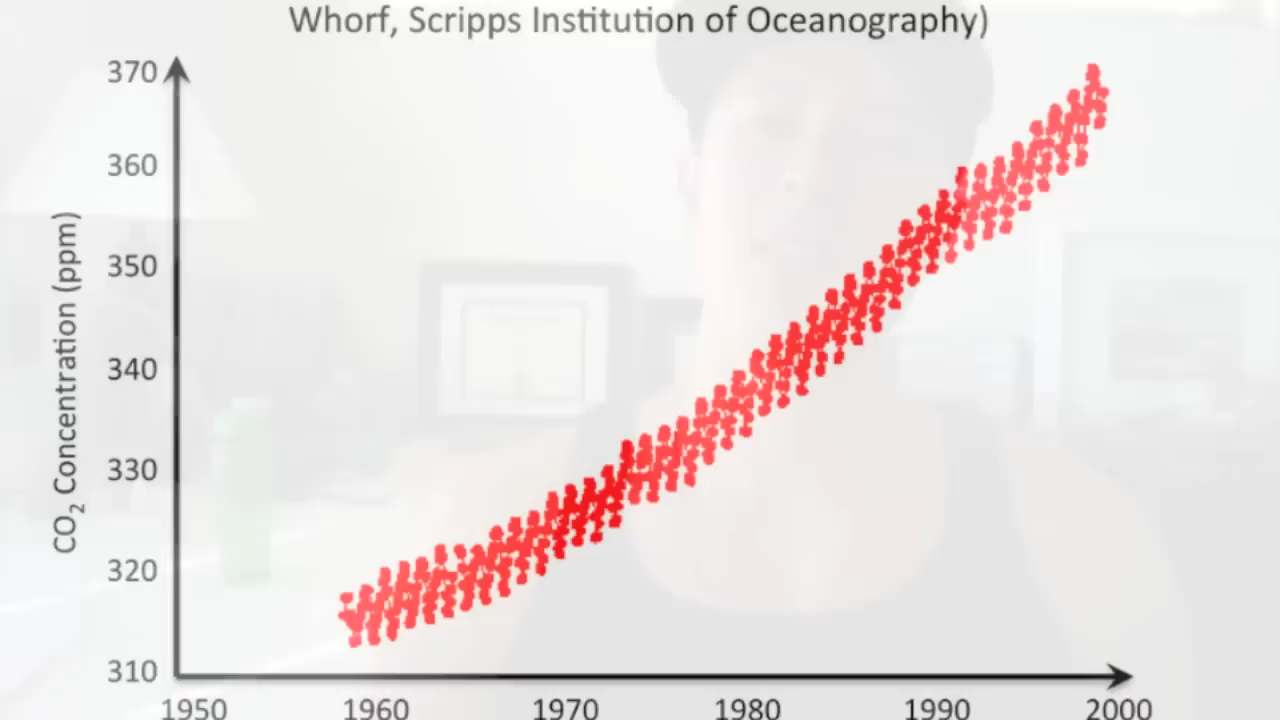 Whorf, Scripps Institution of Oceanography)
370
360
350
340
330
320
310
CO₂ Concentration (ppm)
1950 1960 1970 1980 1990 2000